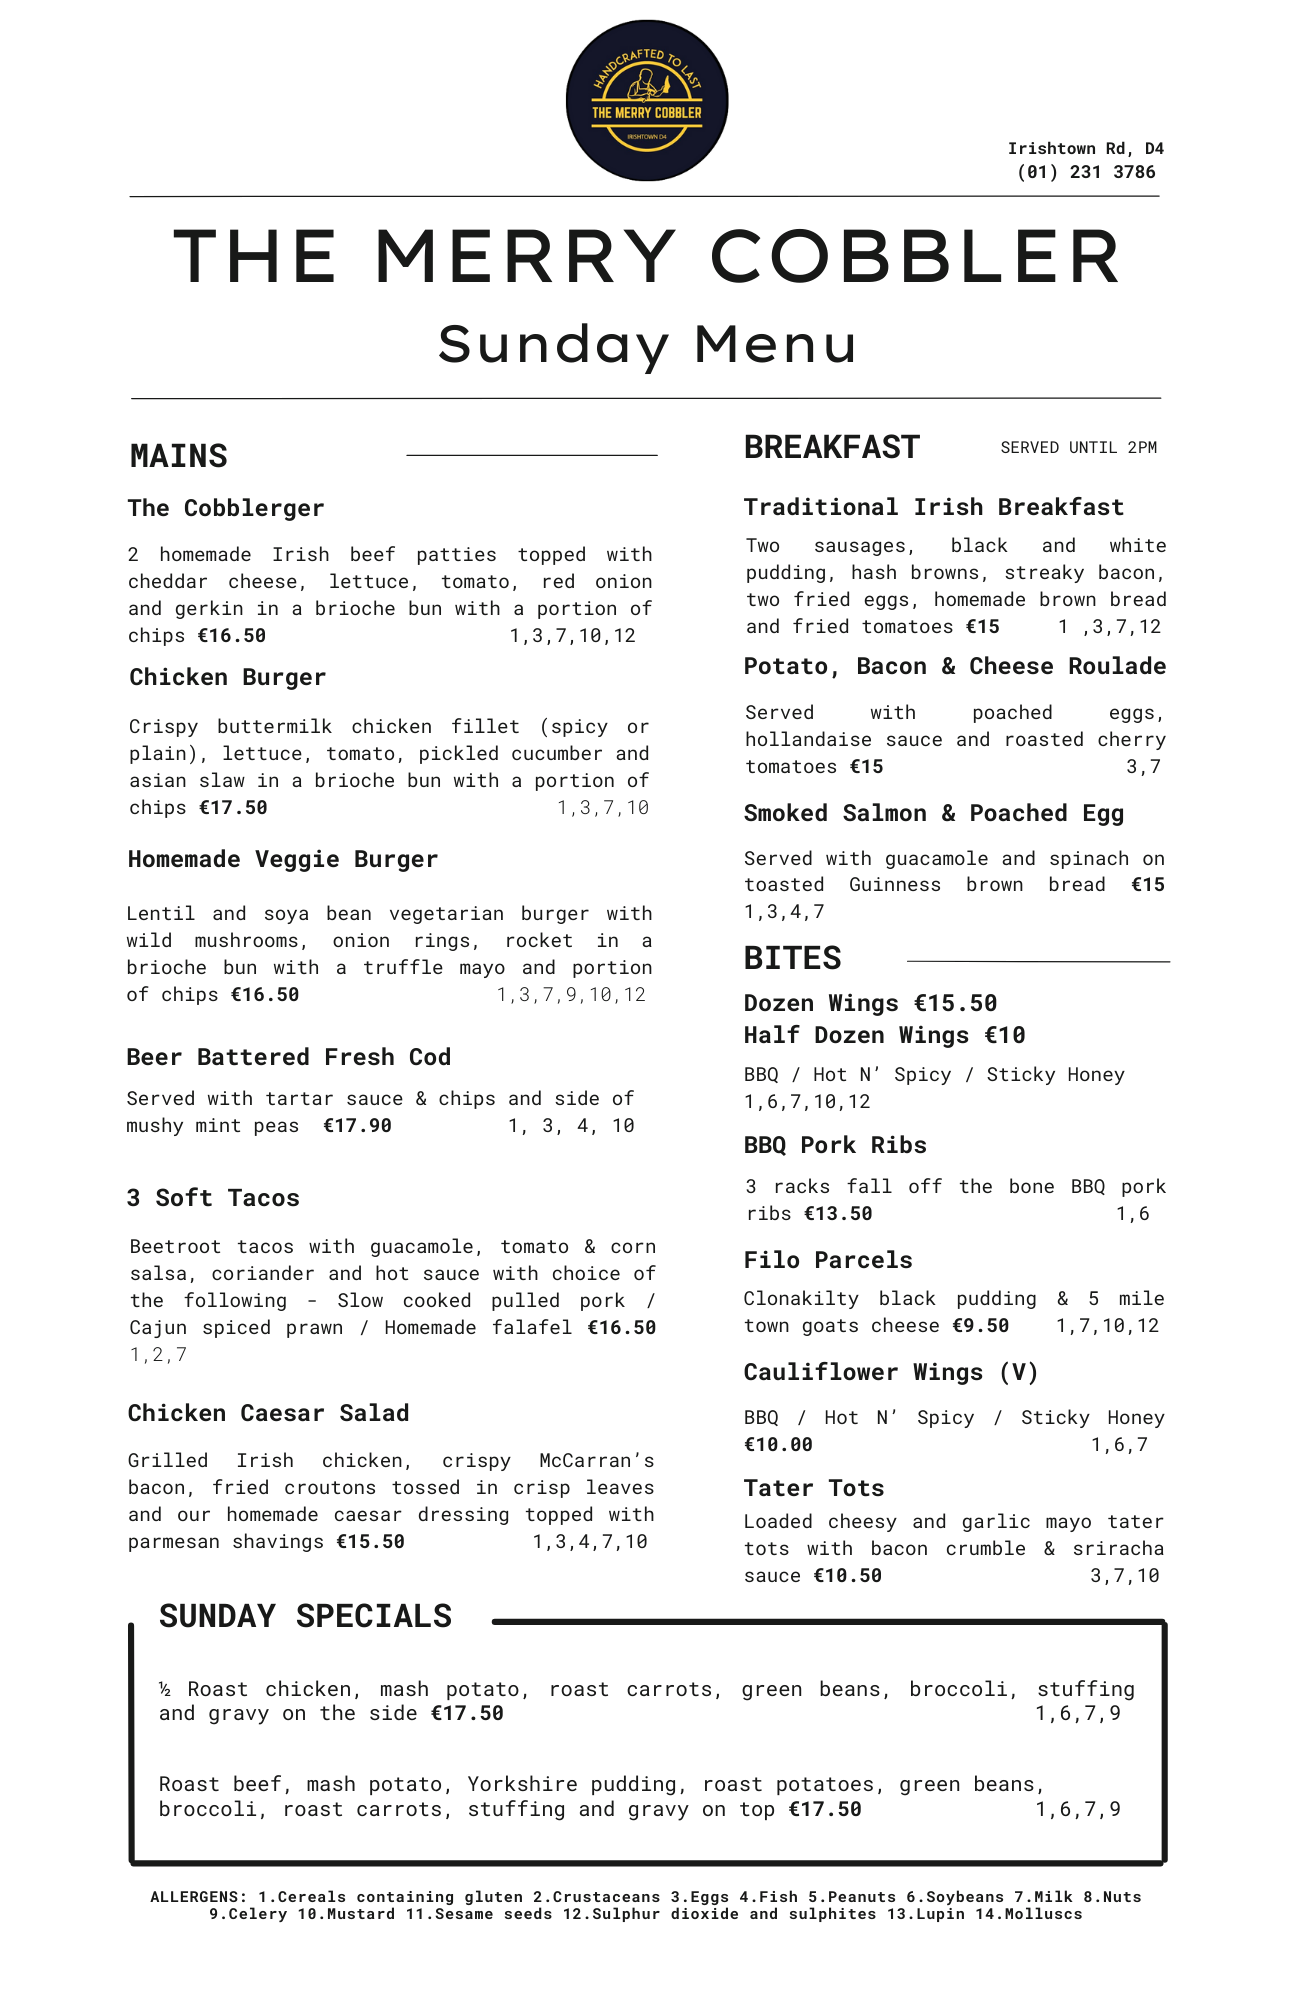 HANDCRAFTED TO LAST
THE MERRY COBBLER
IRISHTOWN D4
Irishtown Rd, D4
(01) 231 3786
THE MERRY COBBLER
Sunday Menu
MAINS
The Cobblerger
2 homemade Irish beef patties topped with
cheddar cheese, lettuce, tomato, red onion
and gerkin in a brioche bun with a portion of
chips €16.50 1,3,7,10,12
Chicken Burger
Crispy buttermilk chicken fillet (spicy or
plain), lettuce, tomato, pickled cucumber and
asian slaw in a brioche bun with a portion of
chips €17.50 1,3,7,10
Homemade Veggie Burger
Lentil and soya bean vegetarian burger with
wild mushrooms, onion rings, rocket in a
brioche bun with a truffle mayo and portion
of chips €16.50 1,3,7,9,10,12
Beer Battered Fresh Cod
Served with tartar sauce & chips and side of
mushy mint peas €17.90 1, 3, 4, 10
3 Soft Tacos
Beetroot tacos with guacamole, tomato & corn
salsa, coriander and hot sauce with choice of
the following - Slow cooked pulled pork /
Cajun spiced prawn / Homemade falafel €16.50
1,2,7
Chicken Caesar Salad
Grilled Irish chicken, crispy McCarran's
bacon, fried croutons tossed in crisp leaves
and our homemade caesar dressing topped with
parmesan shavings €15.50 1,3,4,7,10
BREAKFAST SERVED UNTIL 2PM
Traditional Irish Breakfast
Two sausages, black and white
pudding, hash browns, streaky bacon,
two fried eggs, homemade brown bread
and fried tomatoes €15 1 ,3,7,12
Potato, Bacon & Cheese Roulade
Served with poached eggs,
hollandaise sauce and roasted cherry
tomatoes €15 3,7
Smoked Salmon & Poached Egg
Served with guacamole and spinach on
toasted Guinness brown bread €15
1,3,4,7
BITES
Dozen Wings €15.50
Half Dozen Wings €10
BBQ / Hot N' Spicy / Sticky Honey
1,6,7,10,12
BBQ Pork Ribs
3 racks fall off the bone BBQ pork
ribs €13.50 1,6
Filo Parcels
Clonakilty black pudding & 5 mile
town goats cheese €9.50 1,7,10,12
Cauliflower Wings (V)
BBQ / Hot N' Spicy / Sticky Honey
€10.00 1,6,7
Tater Tots
Loaded cheesy and garlic mayo tater
tots with bacon crumble & sriracha
sauce €10.50 3,7,10
SUNDAY SPECIALS
½ Roast chicken, mash potato, roast carrots, green beans, broccoli, stuffing
and gravy on the side €17.50 1,6,7,9
Roast beef, mash potato, Yorkshire pudding, roast potatoes, green beans,
broccoli, roast carrots, stuffing and gravy on top €17.50 1,6,7,9
ALLERGENS: 1.Cereals containing gluten 2.Crustaceans 3.Eggs 4.Fish 5.Peanuts 6.Soybeans 7.Milk 8.Nuts
9.Celery 10.Mustard 11.Sesame seeds 12.Sulphur dioxide and sulphites 13.Lupin 14.Molluscs